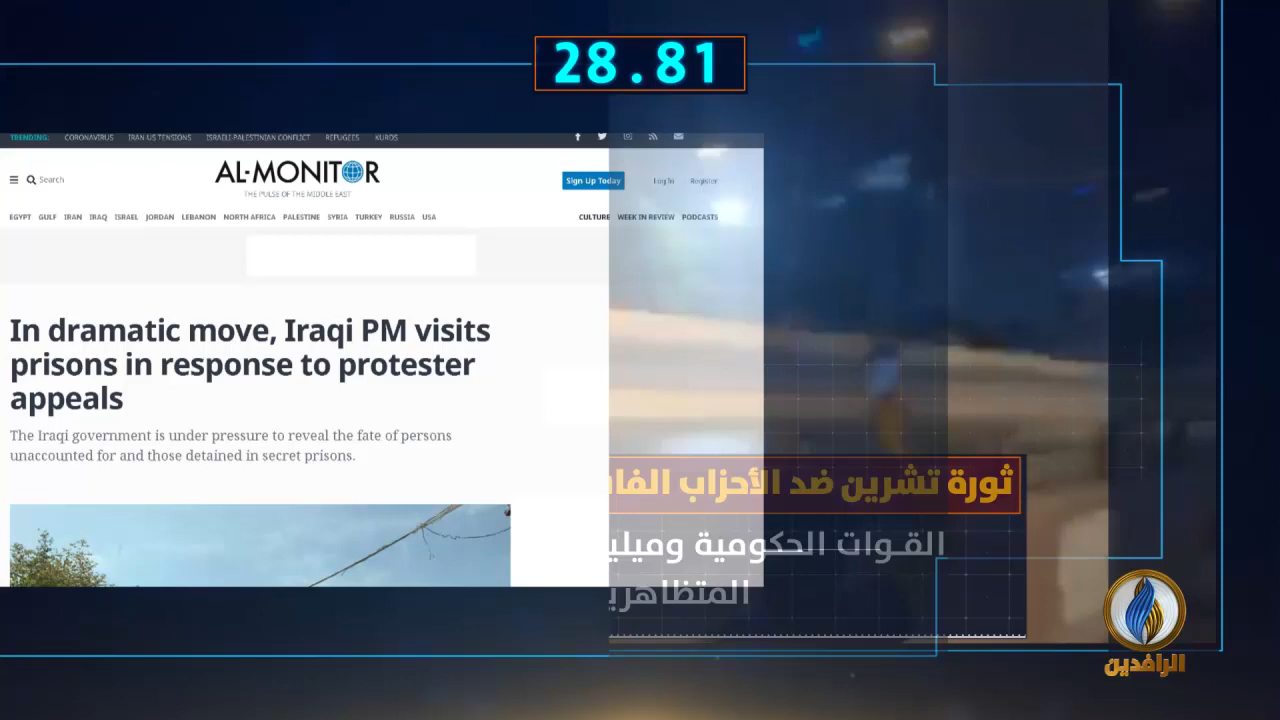 28.81
TRENDING: CORONAVIRUS IRAN-US TENSIONS ISRAELI-PALESTINIAN CONFLICT REFUGEES KURDS
Search AL-MONITOR Sign Up Today Log In Register
THE PULSE OF THE MIDDLE EAST
EGYPT GULF IRAN IRAQ ISRAEL JORDAN LEBANON NORTH AFRICA PALESTINE SYRIA TURKEY RUSSIA USA CULTURE WEEK IN REVIEW PODCASTS
In dramatic move, Iraqi PM visits
prisons in response to protester
appeals
The Iraqi government is under pressure to reveal the fate of persons
unaccounted for and those detained in secret prisons.
ثورة تشرين ضد الأحزاب
القوات الحكومية
الرافدين